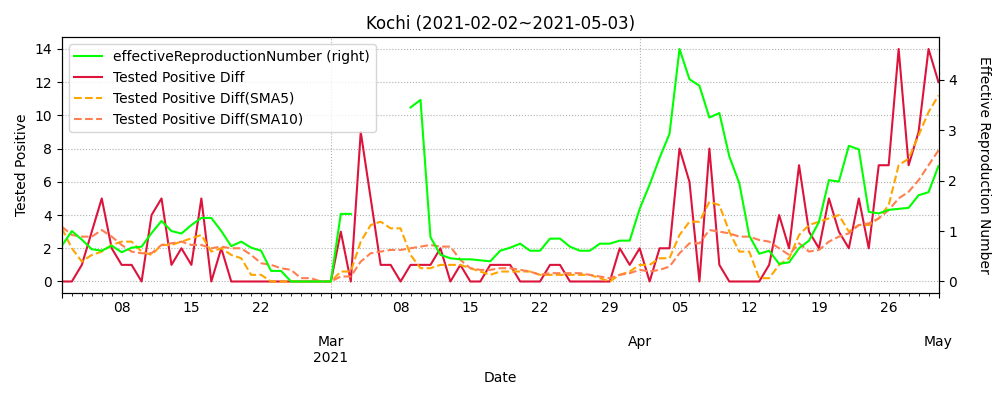 Kochi (2021-02-02~2021-05-03)
effectiveReproductionNumber (right)
Tested Positive Diff
Tested Positive Diff(SMA5)
Tested Positive Diff(SMA10)
Tested Positive
14
12
10
8
6
4
2
0
Effective Reproduction Number
4
3
2
1
0
08 15 22 08 15 22 29 05 12 19 26
Mar Apr May
2021
Date